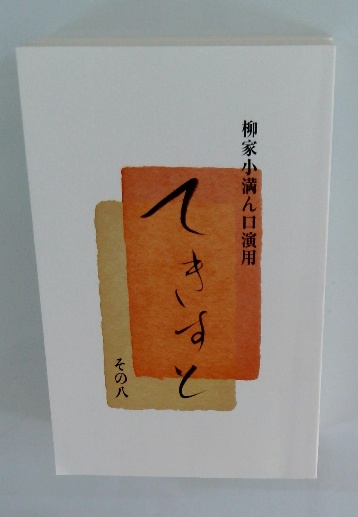 柳家小満ん口演用
てきすと
その八